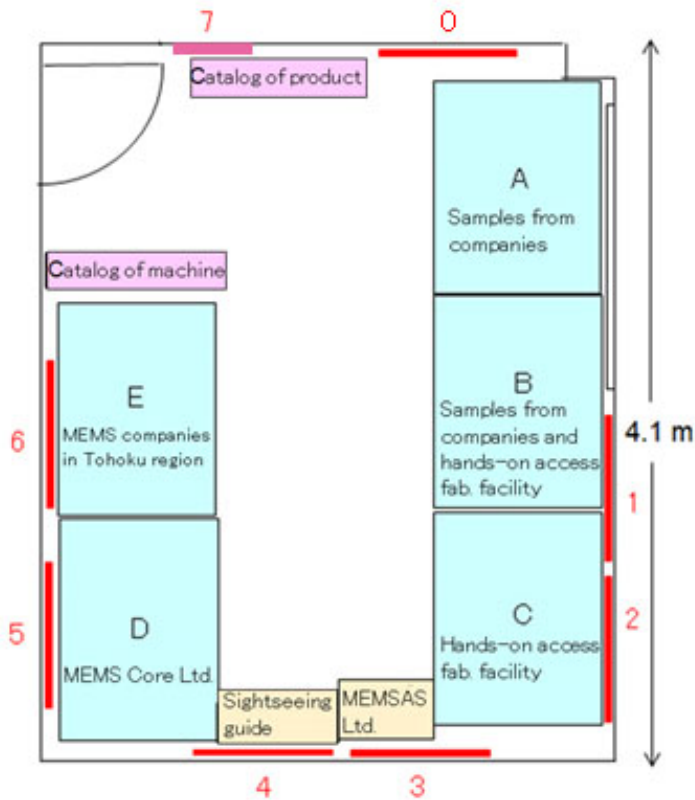 7
0
Catalog of product
A
Samples from
companies
Catalog of machine
E
MEMS companies
in Tohoku region
6
B
Samples from
companies and
hands-on access
fab. facility
4.1 m
1
5
D
MEMS Core Ltd.
C
Hands-on access
fab. facility
2
Sightseeing
guide
MEMSAS
Ltd.
4
3